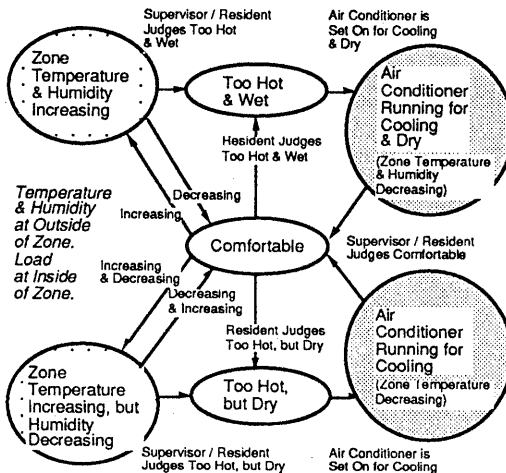 Supervisor / Resident
Judges Too Hot
& Wet
Air Conditioner is
Set On for Cooling
& Dry
Zone
Temperature
& Humidity
Increasing
Too Hot
& Wet
Air
Conditioner
Running for
Cooling
& Dry
(Zone Temperature
& Humidity
Decreasing)
Resident Judges
Too Hot & Wet
Temperature
& Humidity
at Outside
of Zone.
Load
at Inside
of Zone.
Decreasing
Increasing
Comfortable
Supervisor / Resident
Judges Comfortable
Increasing
& Decreasing
Decreasing
& Increasing
Resident Judges
Too Hot, but Dry
Air
Conditioner
Running for
Cooling
(Zone Temperature
Decreasing)
Zone
Temperature
Increasing, but
Humidity
Decreasing
Too Hot,
but Dry
Supervisor / Resident
Judges Too Hot, but Dry
Air Conditioner is
Set On for Cooling